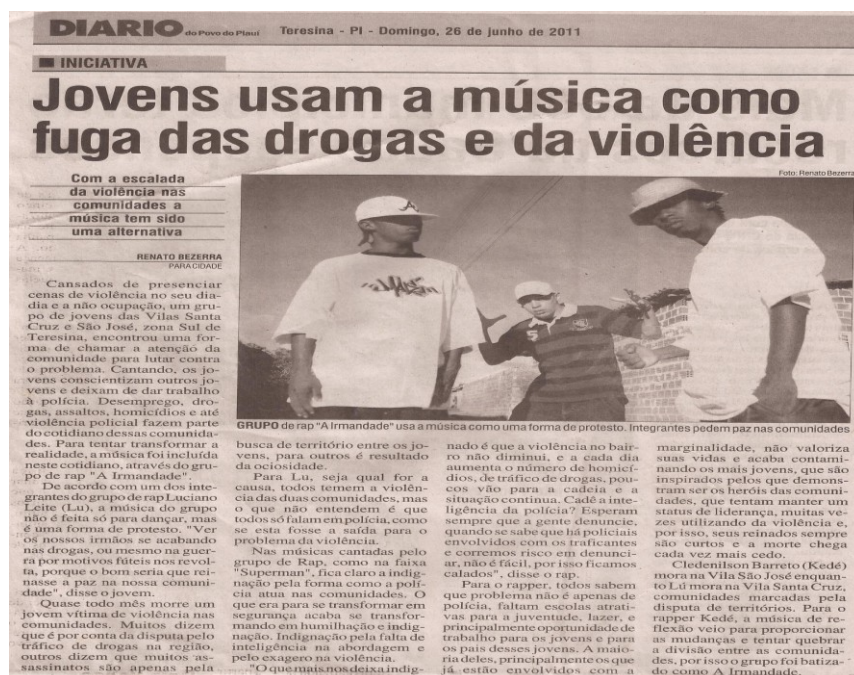 DIARIO do Povo do Piauí Teresina - PI - Domingo, 26 de junho de 2011
INICIATIVA
Jovens usam a música como
fuga das drogas e da violência
Foto: Renato Bezerra
Com a escalada
da violência nas
comunidades a
música tem sido
uma alternativa
RENATO BEZERRA
PARA CIDADE
Cansados de presenciar
cenas de violência no seu dia-
dia e a não ocupação, um gru-
po de jovens das Vilas Santa
Cruz e São José, zona Sul de
Teresina, encontrou uma for-
ma de chamar a atenção da
comunidade para lutar contra
o problema. Cantando, os jo-
vens conscientizam outros jo-
vens e deixam de dar trabalho
à polícia. Desemprego, dro-
gas, assaltos, homicídios e até
violência policial fazem parte
do cotidiano dessas comunida-
des. Para tentar transformar a
realidade, a música foi incluída
neste cotidiano, através do gru-
po de rap "A Irmandade".
De acordo com um dos inte-
grantes do grupo de rap Luciano
Leite (Lu), a música do grupo
não é feita só para dançar, mas
é uma forma de protesto. "Ver
os nossos irmãos se acabando
nas drogas, ou mesmo na guer-
ra por motivos fúteis nos revol-
ta, porque o bom seria que rei-
nasse a paz na nossa comuni-
dade", disse o jovem.
Quase todo mês morre um
jovem vítima de violência nas
comunidades. Muitos dizem
que é por conta da disputa pelo
tráfico de drogas na região,
outros dizem que muitos as-
sassinatos são apenas pela
GRUPO de rap "A Irmandade" usa a música como uma forma de protesto. Integrantes pedem paz nas comunidades
busca de território entre os jo-
vens, para outros é resultado
da ociosidade.
Para Lu, seja qual for a
causa, todos temem a violên-
cia das duas comunidades, mas
o que não entendem é que
todos só falam em polícia, como
se esta fosse a saída para o
problema da violência.
Nas músicas cantadas pelo
grupo de Rap, como na faixa
"Superman", fica claro a indig-
nação pela forma como a polí-
cia atua nas comunidades. O
que era para se transformar em
segurança acaba se transfor-
mando em humilhação e indig-
nação. Indignação pela falta de
inteligência na abordagem e
pelo exagero na violência.
"O que mais nos deixa indig-
nado é que a violência no bair-
ro não diminui, e a cada dia
aumenta o número de homicí-
dios, de tráfico de drogas, pou-
cos vão para a cadeia e a
situação continua. Cadê a inte-
ligência da polícia? Esperam
sempre que a gente denuncie,
quando se sabe que há policiais
envolvidos com os traficantes
e corremos risco em denunci-
ar, não é fácil, por isso ficamos
calados", disse o rap.
Para o rapper, todos sabem
que problema não é apenas de
polícia, faltam escolas atrati-
vas para a juventude, lazer, e
principalmente oportunidade de
trabalho para os jovens e para
os pais desses jovens. A maio-
ria deles, principalmente os que
já estão envolvidos com a
marginalidade, não valoriza
suas vidas e acaba contami-
nando os mais jovens, que são
inspirados pelos que demons-
tram ser os heróis das comuni-
dades, que tentam manter um
status de liderança, muitas ve-
zes utilizando da violência e,
por isso, seus reinados sempre
são curtos e a morte chega
cada vez mais cedo.
Cledenilson Barreto (Kedé)
mora na Vila São José enquan-
to Lú mora na Vila Santa Cruz,
comunidades marcadas pela
disputa de territórios. Para o
rapper Kedé, a música de re-
flexão veio para proporcionar
as mudanças e tentar quebrar
a divisão entre as comunida-
des, por isso o grupo foi batiza-
do como A Irmandade.